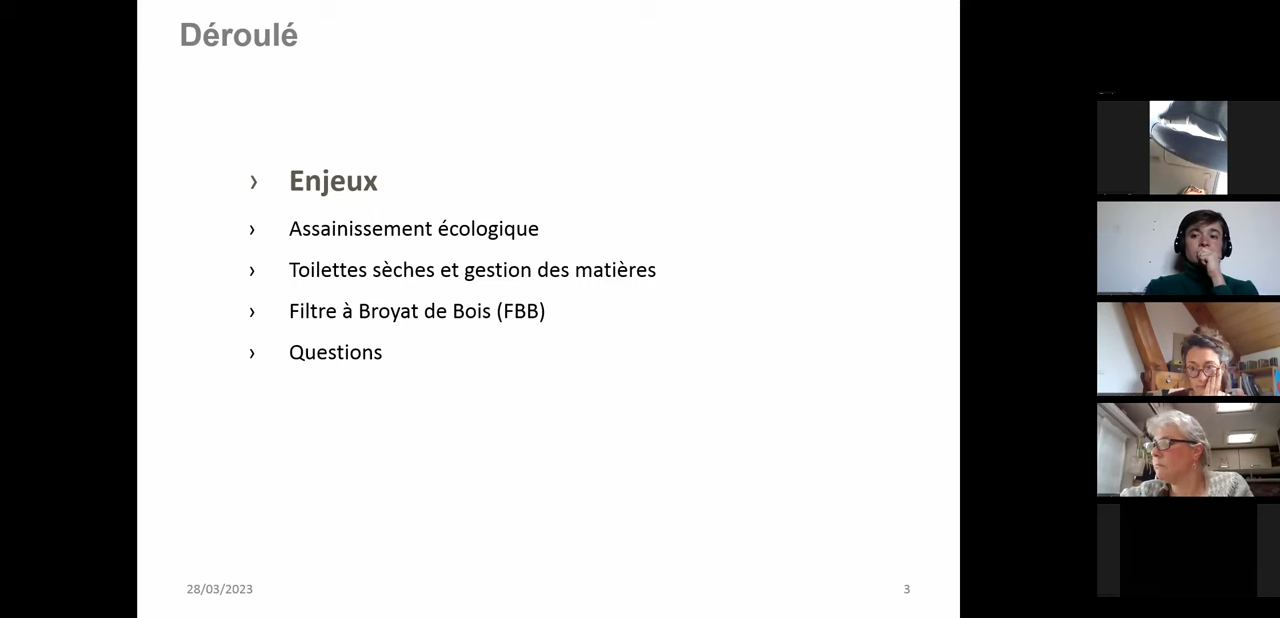 Déroulé
› Enjeux
› Assainissement écologique
› Toilettes sèches et gestion des matières
› Filtre à Broyat de Bois (FBB)
› Questions
28/03/2023
3